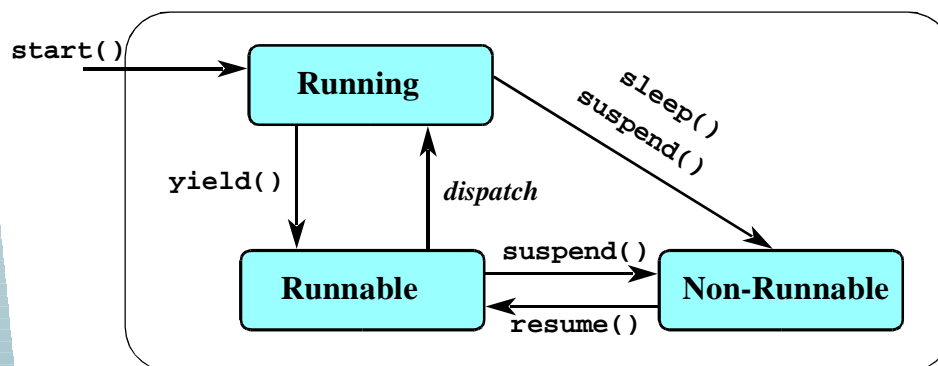 start()
Running
sleep()
suspend()
yield()
dispatch
Runnable
suspend()
resume()
Non-Runnable